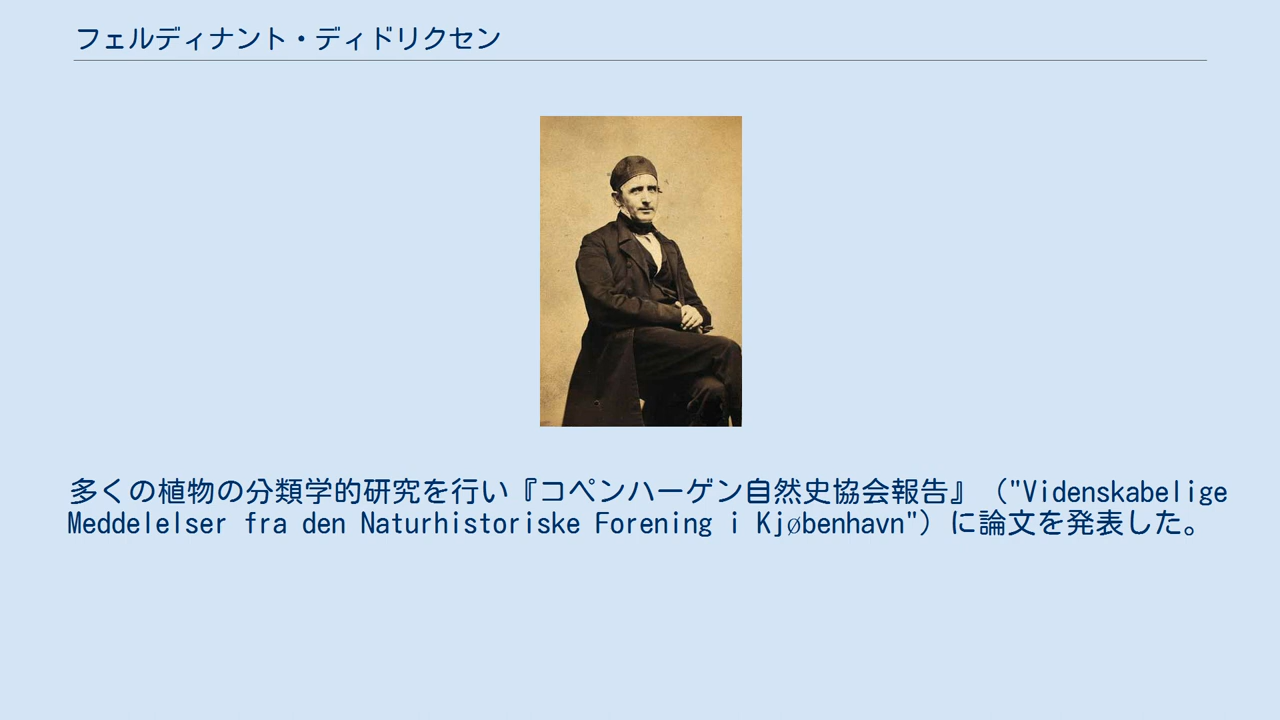 フェルディナント・ディドリクセン
多くの植物の分類学的研究を行い『コペンハーゲン自然史協会報告』（"Videnskabelige
Meddelelser fra den Naturhistoriske Forening i Kjøbenhavn"）に論文を発表した。